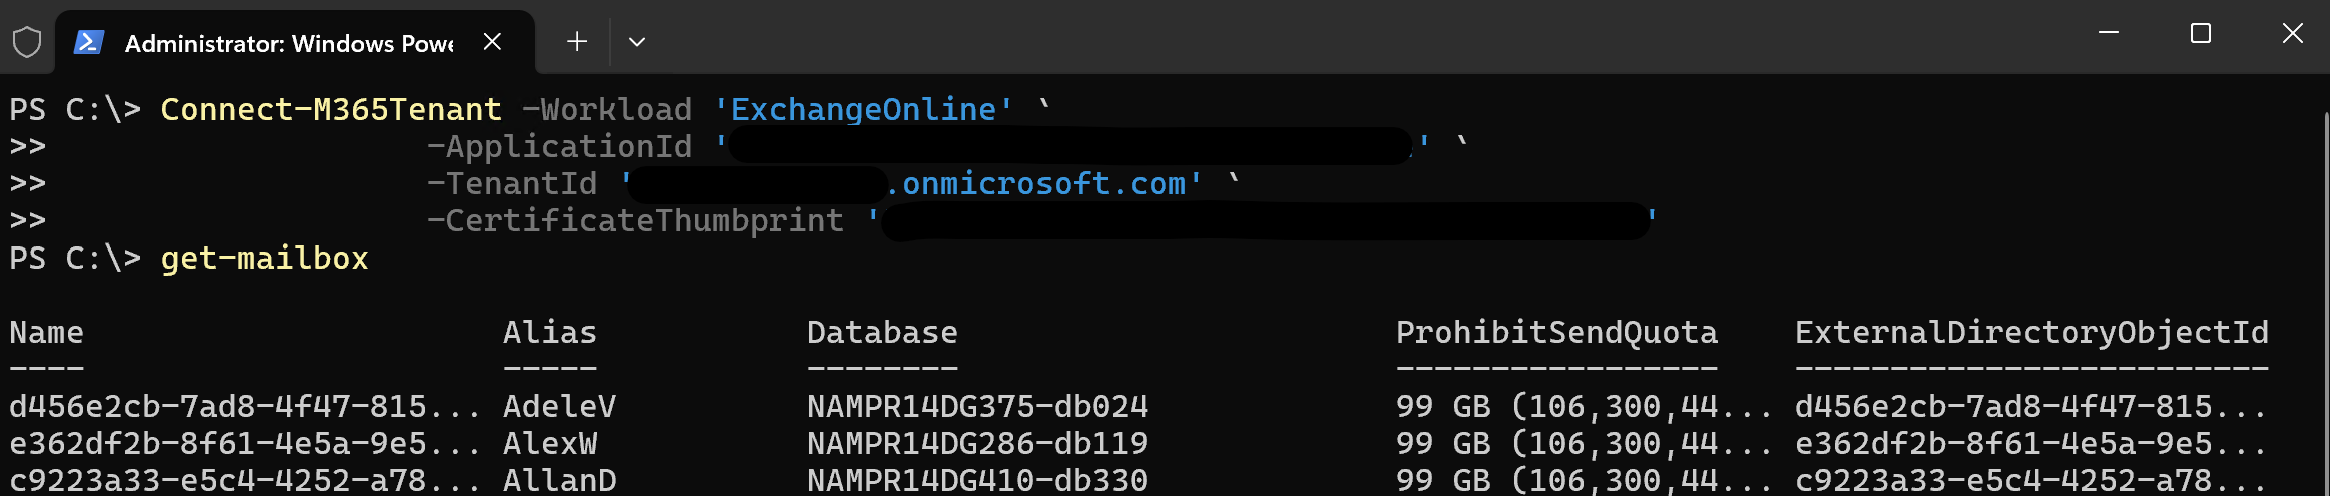 Administrator: Windows Powe
PS C:\> Connect-M365Tenant -Workload 'ExchangeOnline' `
>> -ApplicationId '' `
>> -TenantId '.onmicrosoft.com' `
>> -CertificateThumbprint ''
PS C:\> get-mailbox
Name Alias Database ProhibitSendQuota ExternalDirectoryObjectId
---- ----- -------- ----------------- -------------------------
d456e2cb-7ad8-4f47-815... AdeleV NAMPR14DG375-db024 99 GB (106,300,44... d456e2cb-7ad8-4f47-815...
e362df2b-8f61-4e5a-9e5... AlexW NAMPR14DG286-db119 99 GB (106,300,44... e362df2b-8f61-4e5a-9e5...
c9223a33-e5c4-4252-a78... AllanD NAMPR14DG410-db330 99 GB (106,300,44... c9223a33-e5c4-4252-a78...